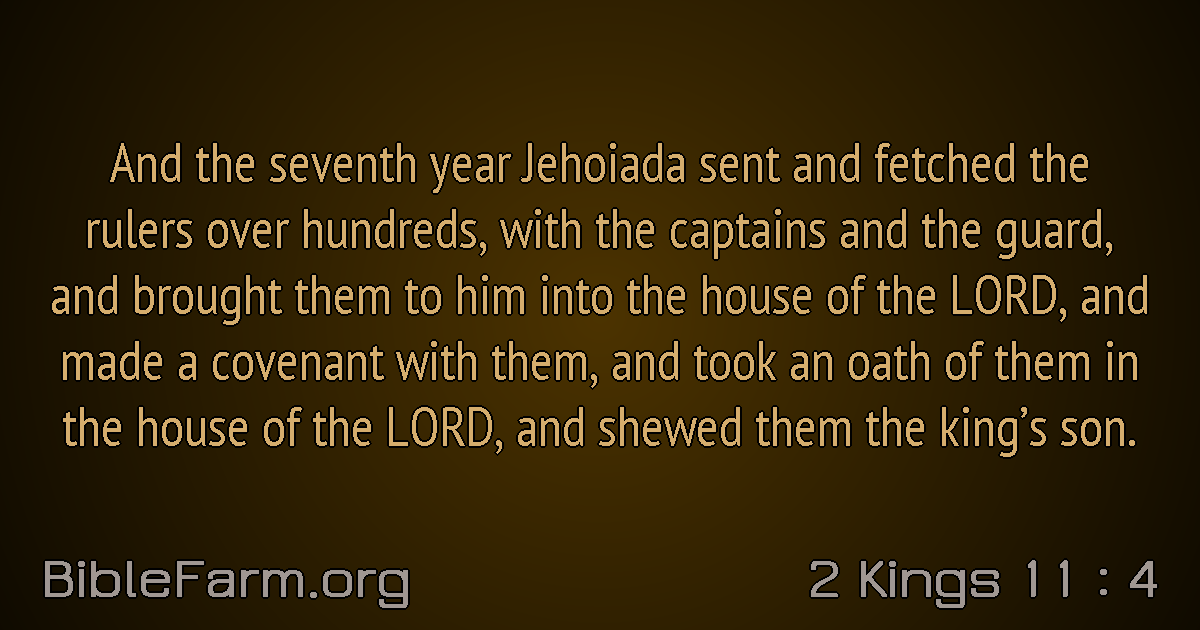 And the seventh year Jehoiada sent and fetched the
rulers over hundreds, with the captains and the guard,
and brought them to him into the house of the LORD, and
made a covenant with them, and took an oath of them in
the house of the LORD, and shewed them the king’s son.
BibleFarm.org
2 Kings 11 : 4